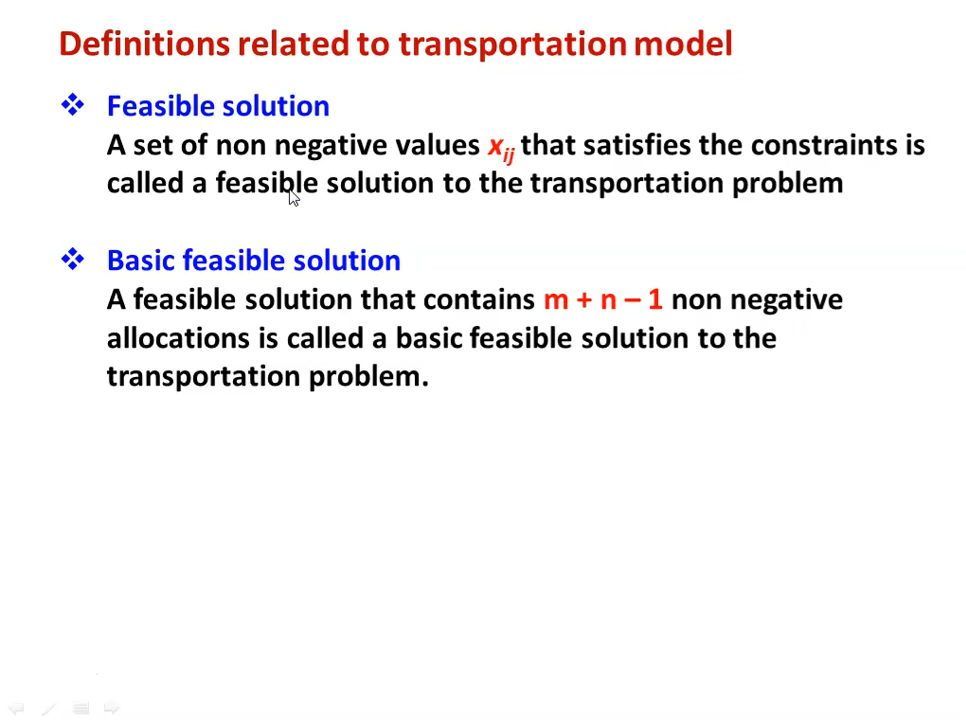 Definitions related to transportation model
Feasible solution
A set of non negative values xij that satisfies the constraints is
called a feasible solution to the transportation problem
Basic feasible solution
A feasible solution that contains m + n – 1 non negative
allocations is called a basic feasible solution to the
transportation problem.